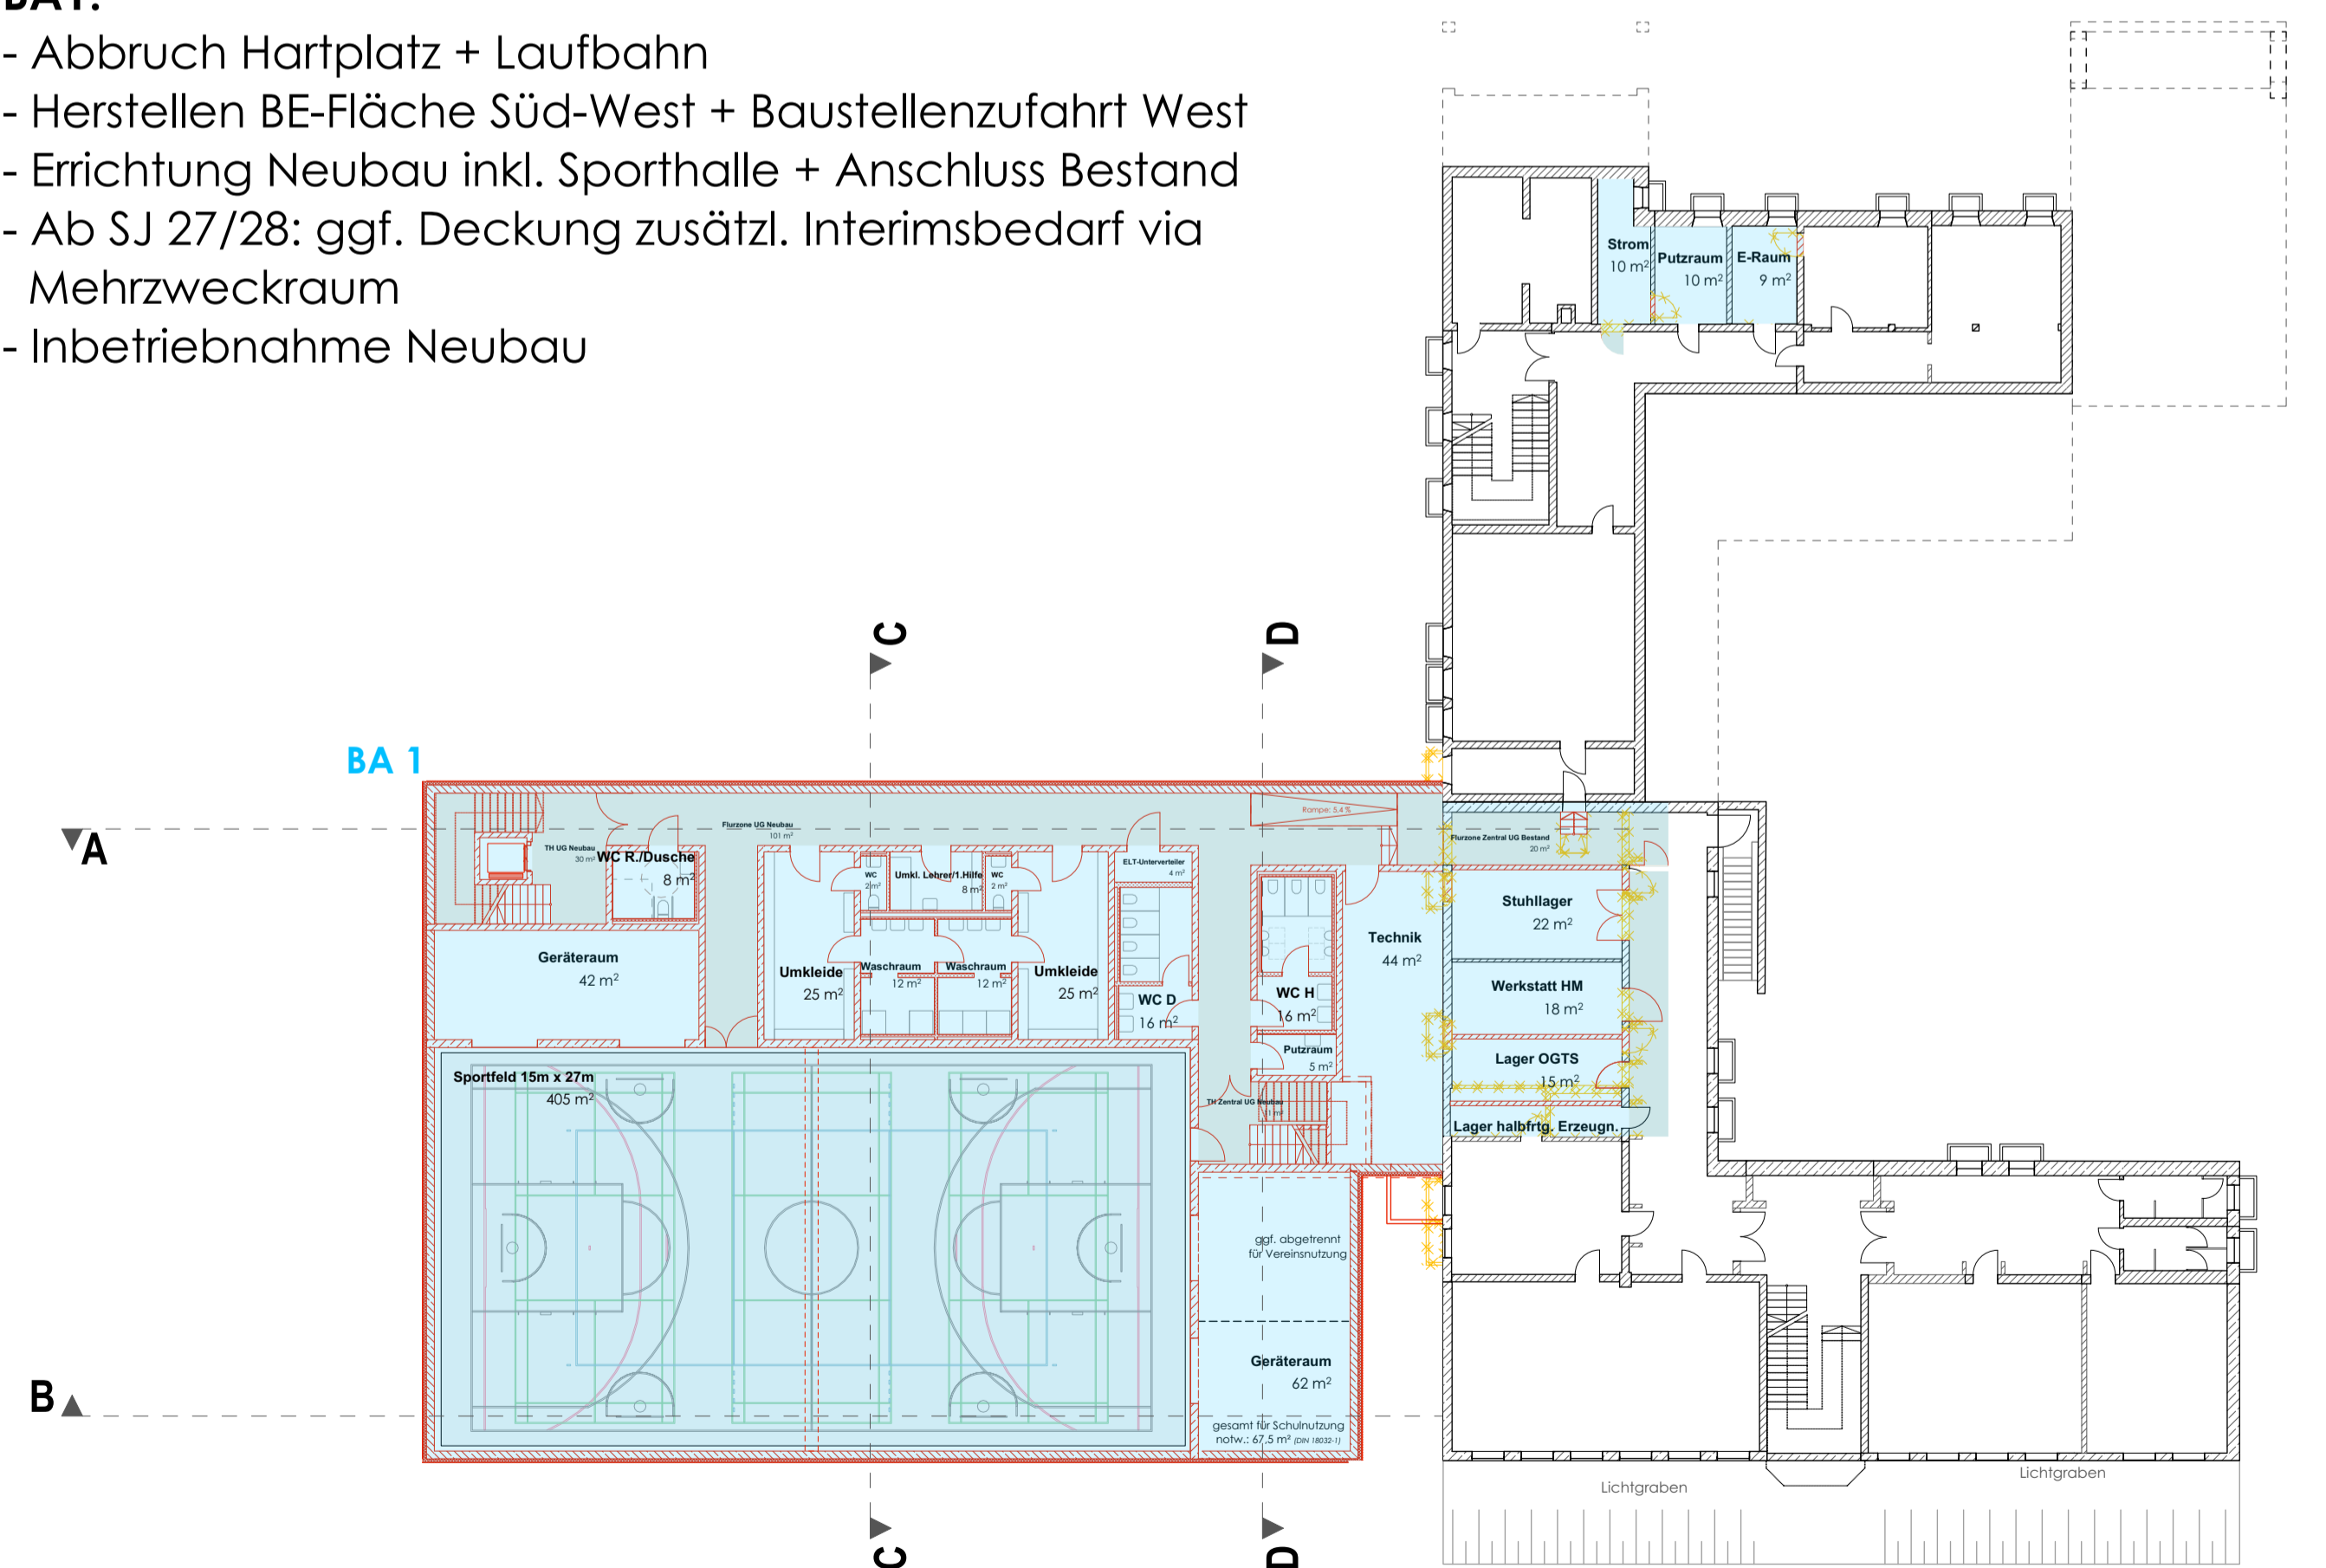 BA1:
- Abbruch Hartplatz + Laufbahn
- Herstellen BE-Fläche Süd-West + Baustellenzufahrt West
- Errichtung Neubau inkl. Sporthalle + Anschluss Bestand
- Ab SJ 27/28: ggf. Deckung zusätzl. Interimsbedarf via
Mehrzweckraum
- Inbetriebnahme Neubau
Strom
10 m²
Putzraum
10 m²
E-Raum
9 m²
C
D
BA 1
A
Rampe: 5,4 %
Flurzone UG Neubau
101 m²
TH UG Neubau
30 m²
WC R./Dusche
8 m²
WC
2 m²
Umkl. Lehrer/1.Hilfe
8 m²
WC
2 m²
ELT-Unterverteiler
4 m²
Flurzone Zentral UG Bestand
20 m²
Geräteraum
42 m²
Umkleide
25 m²
Waschraum
12 m²
Waschraum
12 m²
Umkleide
25 m²
WC D
16 m²
WC H
16 m²
Putzraum
5 m²
Technik
44 m²
Stuhllager
22 m²
Werkstatt HM
18 m²
Lager OGTS
15 m²
Lager halbfrtg. Erzeugn.
TH Zentral UG Neubau
Sportfeld 15m x 27m
405 m²
ggf. abgetrennt
für Vereinsnutzung
Geräteraum
62 m²
gesamt für Schulnutzung
notw.: 67,5 m² (DIN 18032-1)
B
Lichtgraben
Lichtgraben
C
D